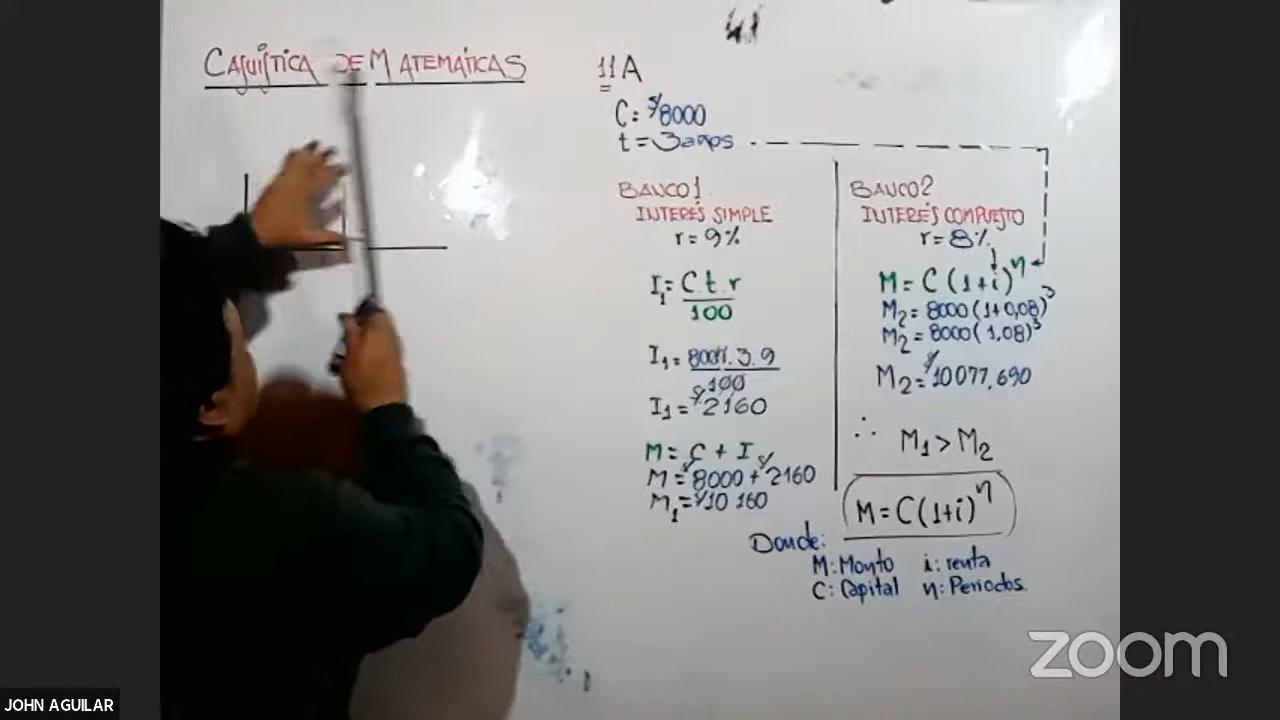 CASUÍSTICA DE MATEMÁTICAS
11A
C: S/8000
t = 3 años
BANCO 1
INTERÉS SIMPLE
r = 9%
I₁ = C.t.r
100
I₁ = 8000.3.9
100
I₁ = S/2160
M = C + I
M = S/8000 + S/2160
M₁ = S/10 160
BANCO 2
INTERÉS COMPUESTO
r = 8%
M = C (1+i)ⁿ
M₂ = 8000(1+0,08)³
M₂ = 8000(1,08)³
M₂ = S/10077,690
∴ M₁ > M₂
M = C(1+i)ⁿ
Donde:
M: Monto i: renta
C: Capital n: Periodos.
zoom
JOHN AGUILAR